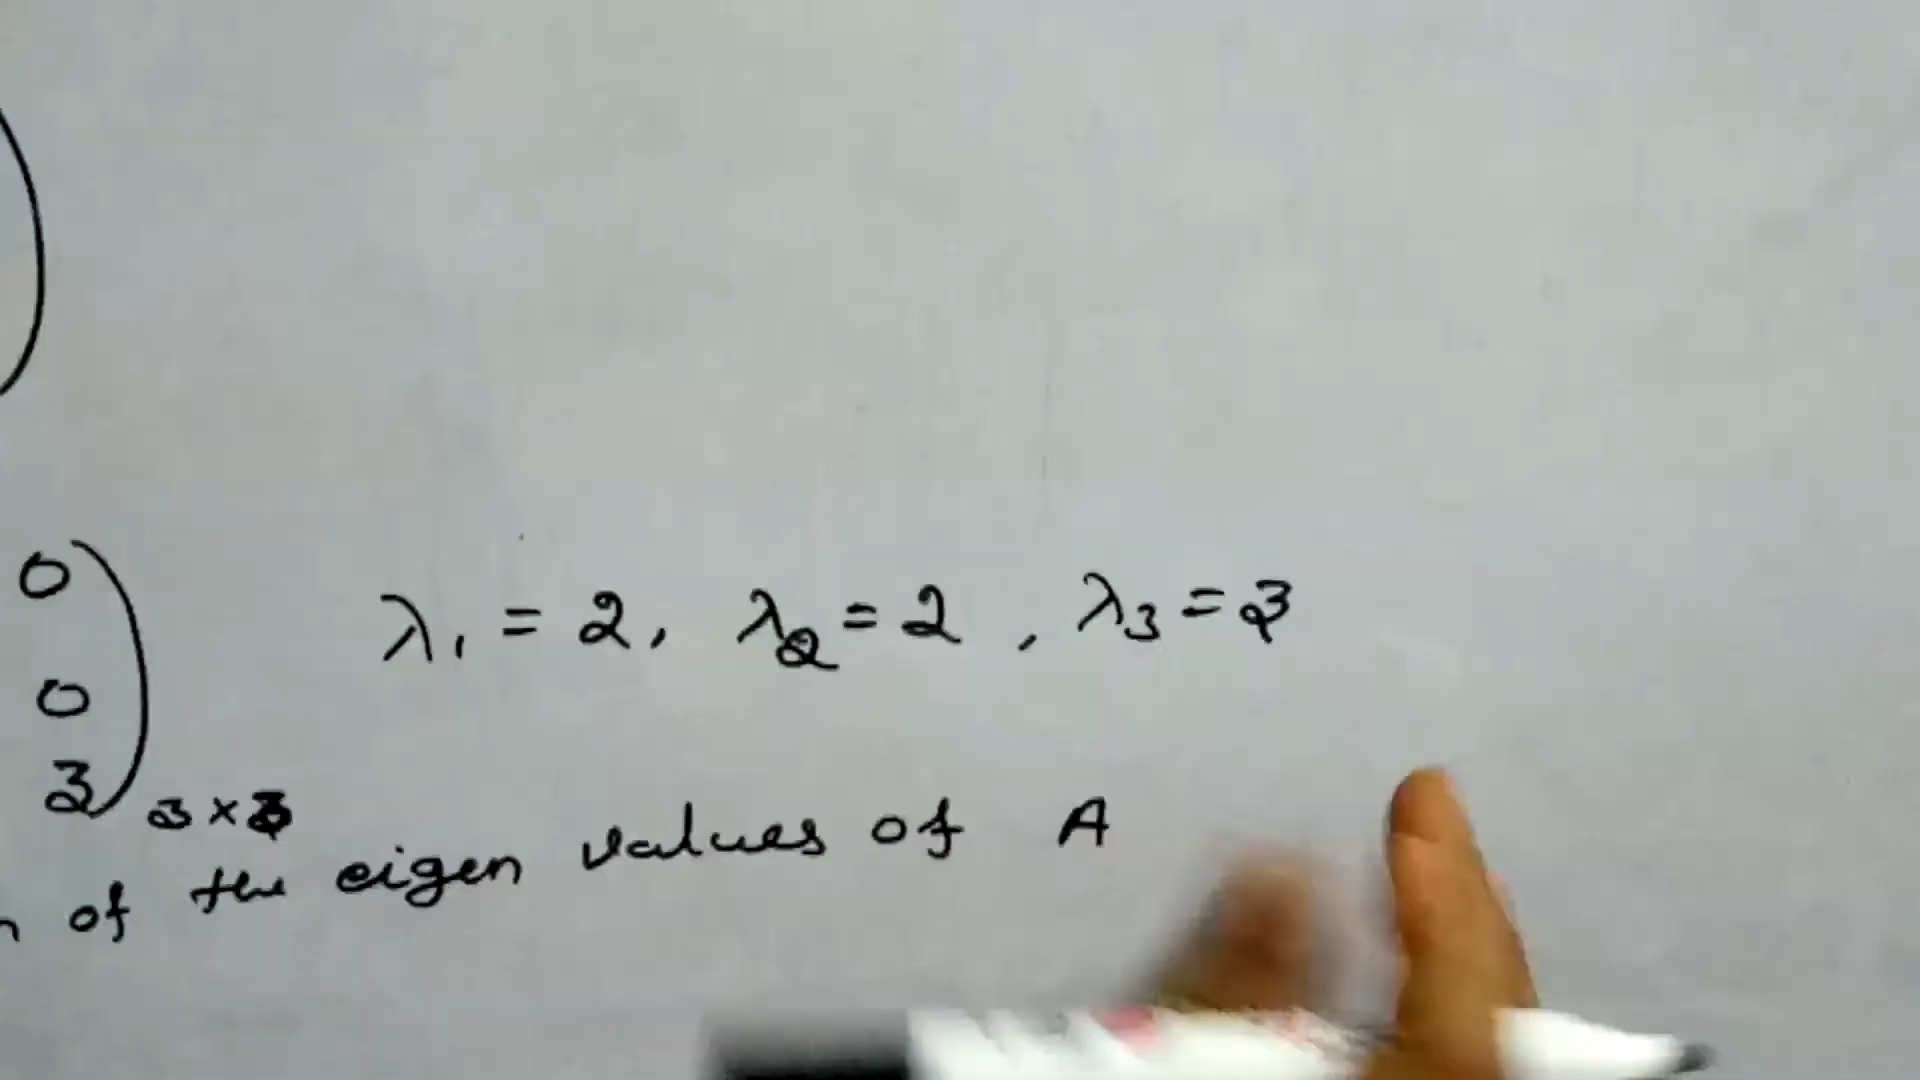 0
λ₁ = 2, λ₂ = 2, λ₃ = 3
0
3
3×3
of the eigen values of A